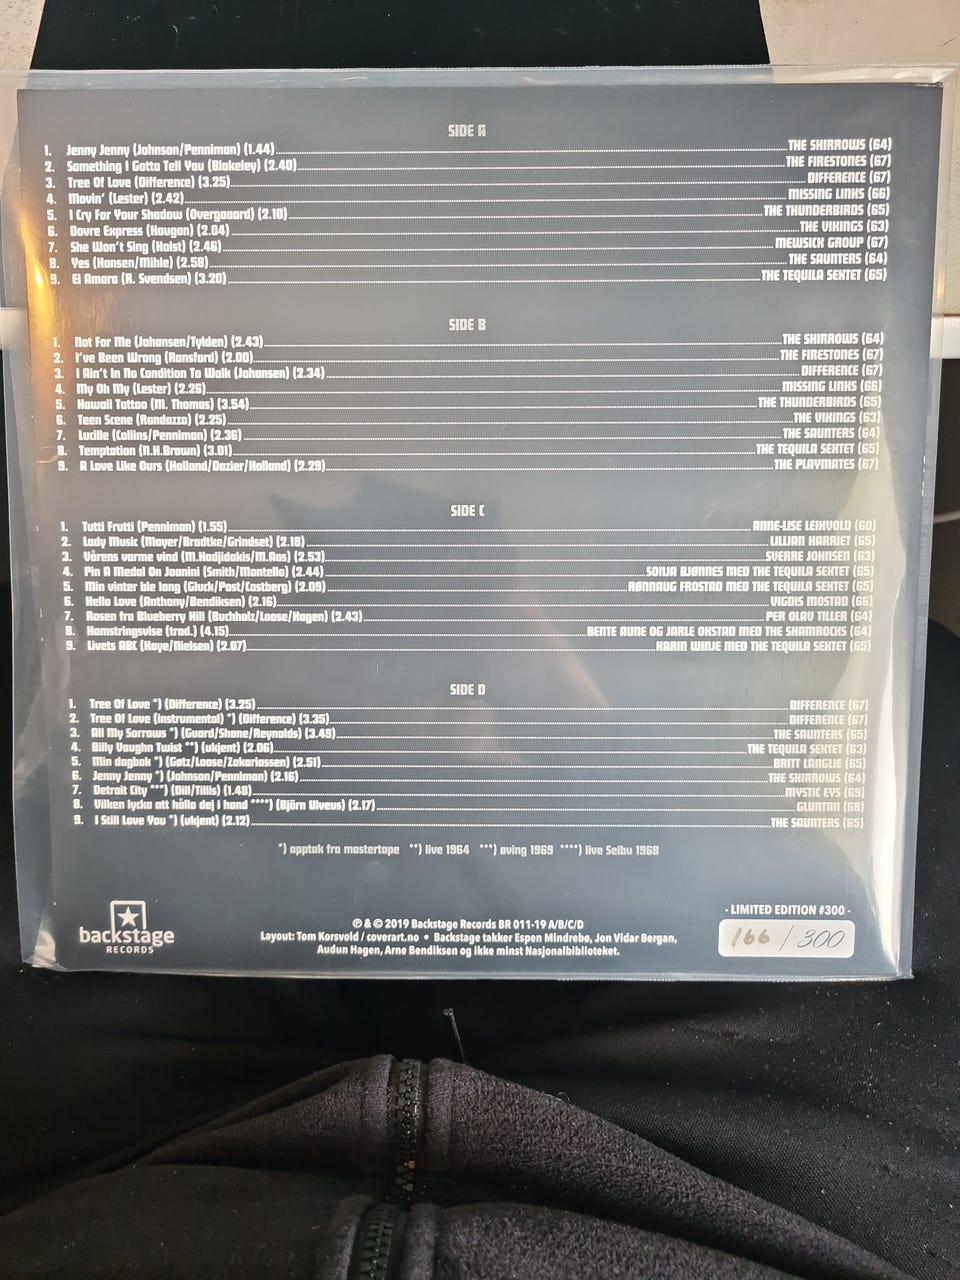 SIDE A
1. Jenny Jenny (Johnson/Penniman) (1.44) THE SHIRROWS (64)
2. Something I Gotta Tell You (Blakeley) (2.40) THE FIRESTONES (67)
3. Tree Of Love (Difference) (3.25) DIFFERENCE (67)
4. Movin' (Lester) (2.42) MISSING LINKS (66)
5. I Cry For Your Shadow (Overgaaard) (2.10) THE THUNDERBIRDS (65)
6. Dovre Express (Haugan) (2.04) THE VIKINGS (63)
7. She Won't Sing (Holst) (2.46) MEWSICK GROUP (67)
8. Yes (Hansen/Mihle) (2.58) THE SAUNTERS (64)
9. El Amara (R. Svendsen) (3.20) THE TEQUILA SEXTET (65)
SIDE B
1. Not For Me (Johansen/Tylden) (2.43) THE SHIRROWS (64)
2. I've Been Wrong (Ransford) (2.00) THE FIRESTONES (67)
3. I Ain't In No Condition To Walk (Johansen) (2.34) DIFFERENCE (67)
4. My Oh My (Lester) (2.26) MISSING LINKS (66)
5. Hawaii Tattoo (M. Thomas) (3.54) THE THUNDERBIRDS (65)
6. Teen Scene (Randazzo) (2.25) THE VIKINGS (63)
7. Lucille (Collins/Penniman) (2.36) THE SAUNTERS (64)
8. Temptation (N.H.Brown) (3.01) THE TEQUILA SEXTET (65)
9. A Love Like Ours (Holland/Dozier/Holland) (2.29) THE PLAYMATES (67)
SIDE C
1. Tutti Frutti (Penniman) (1.55) ANNE-LISE LEIKVOLD (60)
2. Lady Music (Mayer/Bradtke/Grindset) (2.18) LILLIAN HARRIET (65)
3. Vårens varme vind (M.Hadjidakis/M.Aas) (2.53) SVERRE JOHNSEN (63)
4. Pin A Medal On Joanini (Smith/Montello) (2.44) SONJA BJØNNES MED THE TEQUILA SEXTET (65)
5. Min vinter ble lang (Gluck/Post/Castberg) (2.09) RØNNAUG FROSTAD MED THE TEQUILA SEXTET (65)
6. Hello Love (Anthony/Bendiksen) (2.16) VIGDIS MOSTAD (66)
7. Rosen fra Blueberry Hill (Buchholz/Loose/Hagen) (2.43) PER OLAV TILLER (64)
8. Hamstringsvise (trad.) (4.15) BENTE AUNE OG JARLE OKSTAD MED THE SHAMROCKS (64)
9. Livets ABC (Kaye/Nielsen) (2.07) KARIN WINJE MED THE TEQUILA SEXTET (65)
SIDE D
1. Tree Of Love *) (Difference) (3.25) DIFFERENCE (67)
2. Tree Of Love (instrumental) *) (Difference) (3.35) DIFFERENCE (67)
3. All My Sorrows *) (Guard/Shane/Reynolds) (3.49) THE SAUNTERS (65)
4. Billy Vaughn Twist **) (ukjent) (2.06) THE TEQUILA SEXTET (63)
5. Min dagbok *) (Gøtz/Loose/Zakariassen) (2.51) BRITT LANGLIE (65)
6. Jenny Jenny *) (Johnson/Penniman) (2.16) THE SHIRROWS (64)
7. Detroit City ***) (Dill/Tillis) (1.48) MYSTIC EYS (69)
8. Vilken lycka att hålla dej i hand ****) (Björn Ulveus) (2.17) GLUNTAN (68)
9. I Still Love You *) (ukjent) (2.12) THE SAUNTERS (65)
*) opptak fra mastertape **) live 1964 ***) øving 1969 ****) live Selbu 1968
backstage
RECORDS
℗ & © 2019 Backstage Records BR 011-19 A/B/C/D
Layout: Tom Korsvold / coverart.no • Backstage takker Espen Mindrebø, Jon Vidar Bergan,
Audun Hagen, Arne Bendiksen og ikke minst Nasjonalbiblioteket.
- LIMITED EDITION #300 -
166 / 300